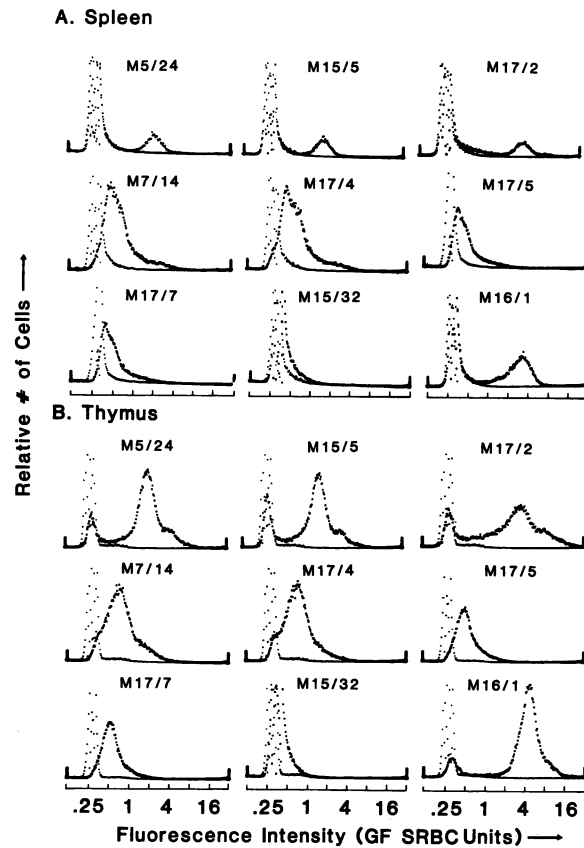 A. Spleen
M5/24 M15/5 M17/2
M7/14 M17/4 M17/5
M17/7 M15/32 M16/1
B. Thymus
M5/24 M15/5 M17/2
M7/14 M17/4 M17/5
M17/7 M15/32 M16/1
.25 1 4 16 .25 1 4 16 .25 1 4 16
Fluorescence Intensity (GF SRBC Units) ⟶
Relative # of Cells ⟶